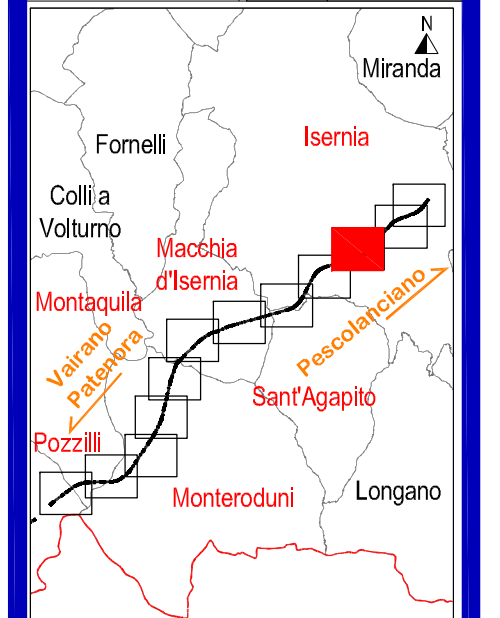 N
Miranda
Isernia
Fornelli
Colli a
Volturno
Macchia
d'Isernia
Montaquila
Pescolanciano
Vairano
Patenora
Sant'Agapito
Pozzilli
Longano
Monteroduni